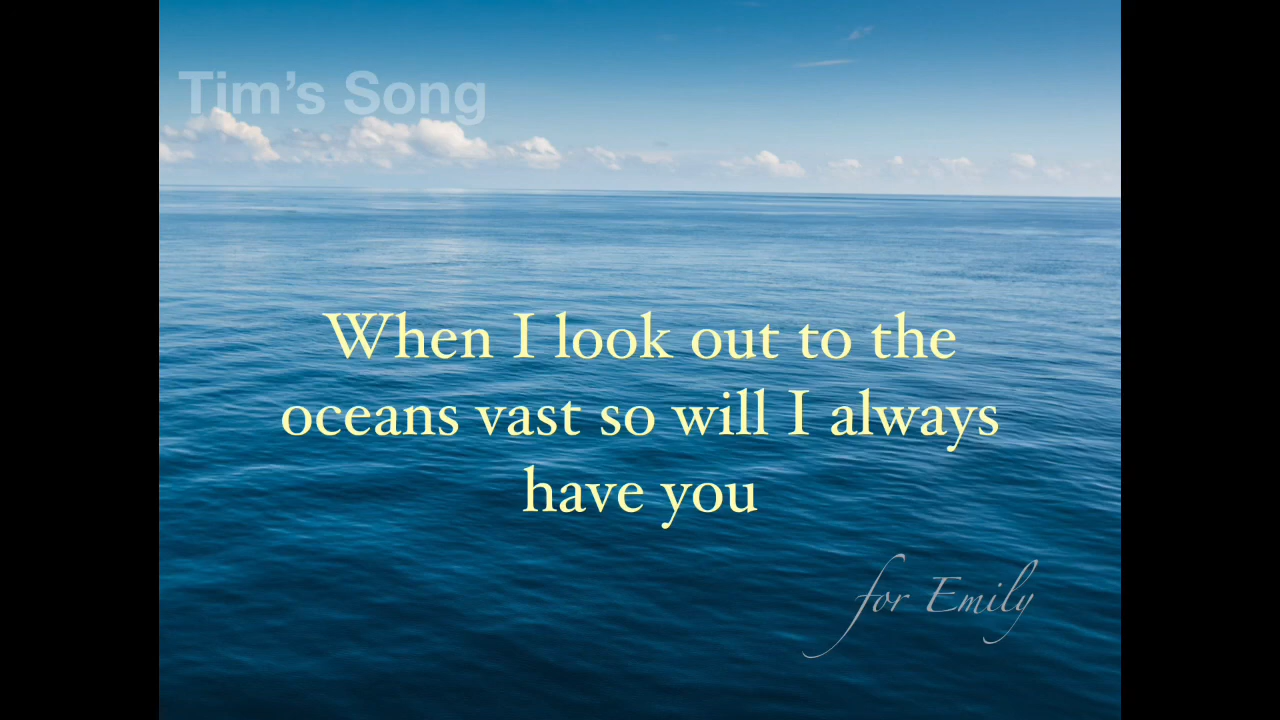 Tim’s Song
When I look out to the
oceans vast so will I always
have you
for Emily